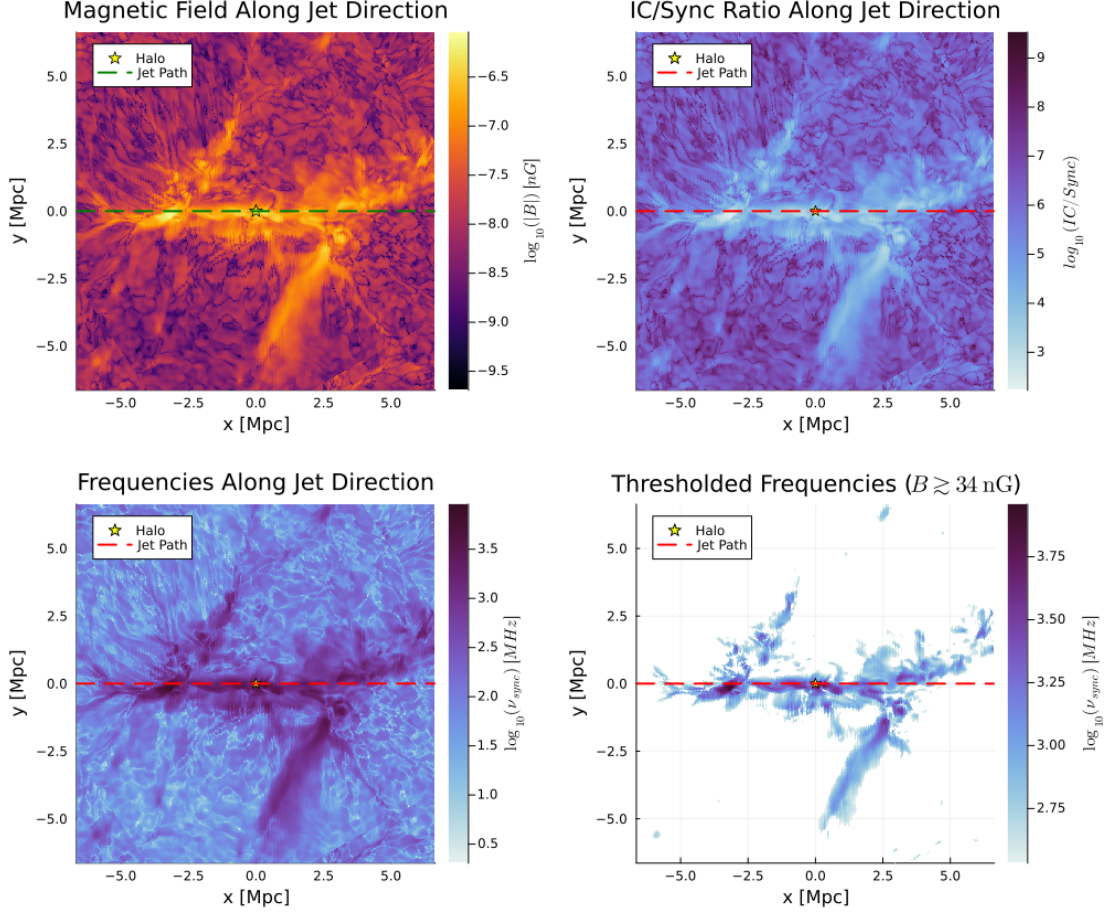 Magnetic Field Along Jet Direction
Halo
Jet Path
5.0
2.5
0.0
−2.5
−5.0
y [Mpc]
−5.0 −2.5 0.0 2.5 5.0
x [Mpc]
−6.5
−7.0
−7.5
−8.0
−8.5
−9.0
−9.5
log₁₀(|B|) [nG]
IC/Sync Ratio Along Jet Direction
Halo
Jet Path
5.0
2.5
0.0
−2.5
−5.0
y [Mpc]
−5.0 −2.5 0.0 2.5 5.0
x [Mpc]
9
8
7
6
5
4
3
log₁₀(IC/Sync)
Frequencies Along Jet Direction
Halo
Jet Path
5.0
2.5
0.0
−2.5
−5.0
y [Mpc]
−5.0 −2.5 0.0 2.5 5.0
x [Mpc]
3.5
3.0
2.5
2.0
1.5
1.0
0.5
log₁₀(ν_sync) [MHz]
Thresholded Frequencies (B ≳ 34 nG)
Halo
Jet Path
5.0
2.5
0.0
−2.5
−5.0
y [Mpc]
−5.0 −2.5 0.0 2.5 5.0
x [Mpc]
3.75
3.50
3.25
3.00
2.75
log₁₀(ν_sync) [MHz]